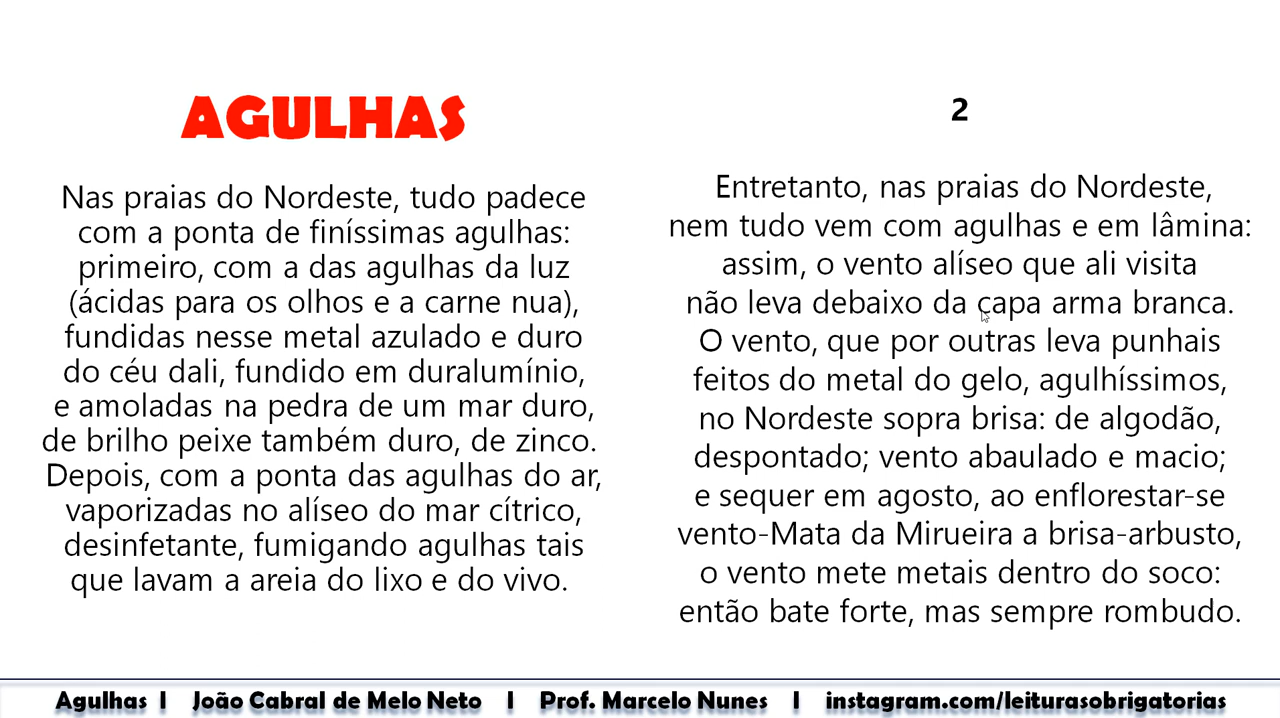 AGULHAS
Nas praias do Nordeste, tudo padece
com a ponta de finíssimas agulhas:
primeiro, com a das agulhas da luz
(ácidas para os olhos e a carne nua),
fundidas nesse metal azulado e duro
do céu dali, fundido em duralumínio,
e amoladas na pedra de um mar duro,
de brilho peixe também duro, de zinco.
Depois, com a ponta das agulhas do ar,
vaporizadas no alíseo do mar cítrico,
desinfetante, fumigando agulhas tais
que lavam a areia do lixo e do vivo.
2
Entretanto, nas praias do Nordeste,
nem tudo vem com agulhas e em lâmina:
assim, o vento alíseo que ali visita
não leva debaixo da capa arma branca.
O vento, que por outras leva punhais
feitos do metal do gelo, agulhíssimos,
no Nordeste sopra brisa: de algodão,
despontado; vento abaulado e macio;
e sequer em agosto, ao enflorestar-se
vento-Mata da Mirueira a brisa-arbusto,
o vento mete metais dentro do soco:
então bate forte, mas sempre rombudo.
Agulhas I João Cabral de Melo Neto I Prof. Marcelo Nunes I instagram.com/leiturasobrigatorias